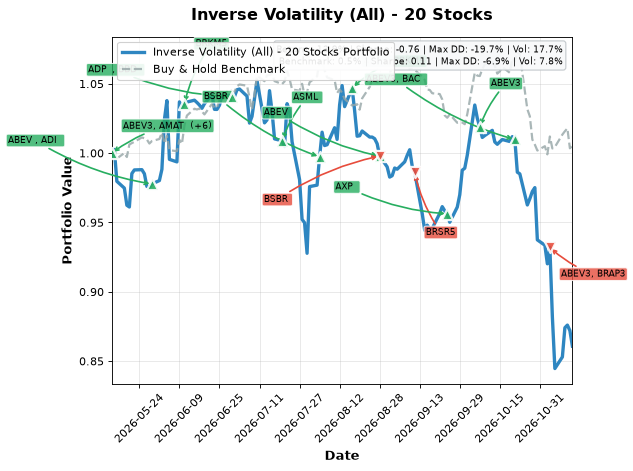 Inverse Volatility (All) - 20 Stocks
Inverse Volatility (All) - 20 Stocks Portfolio
Buy & Hold Benchmark
-0.76 | Max DD: -19.7% | Vol: 17.7%
Benchmark: 0.5% | Sharpe: 0.11 | Max DD: -6.9% | Vol: 7.8%
ADP
BAC
ABEV3
BSBR
ASML
ABEV
ABEV3, AMAT (+6)
ABEV , ADI
BSBR
AXP
BRSR5
ABEV3, BRAP3
1.05
1.00
0.95
0.90
0.85
Portfolio Value
2026-05-24
2026-06-09
2026-06-25
2026-07-11
2026-07-27
2026-08-12
2026-08-28
2026-09-13
2026-09-29
2026-10-15
2026-10-31
Date